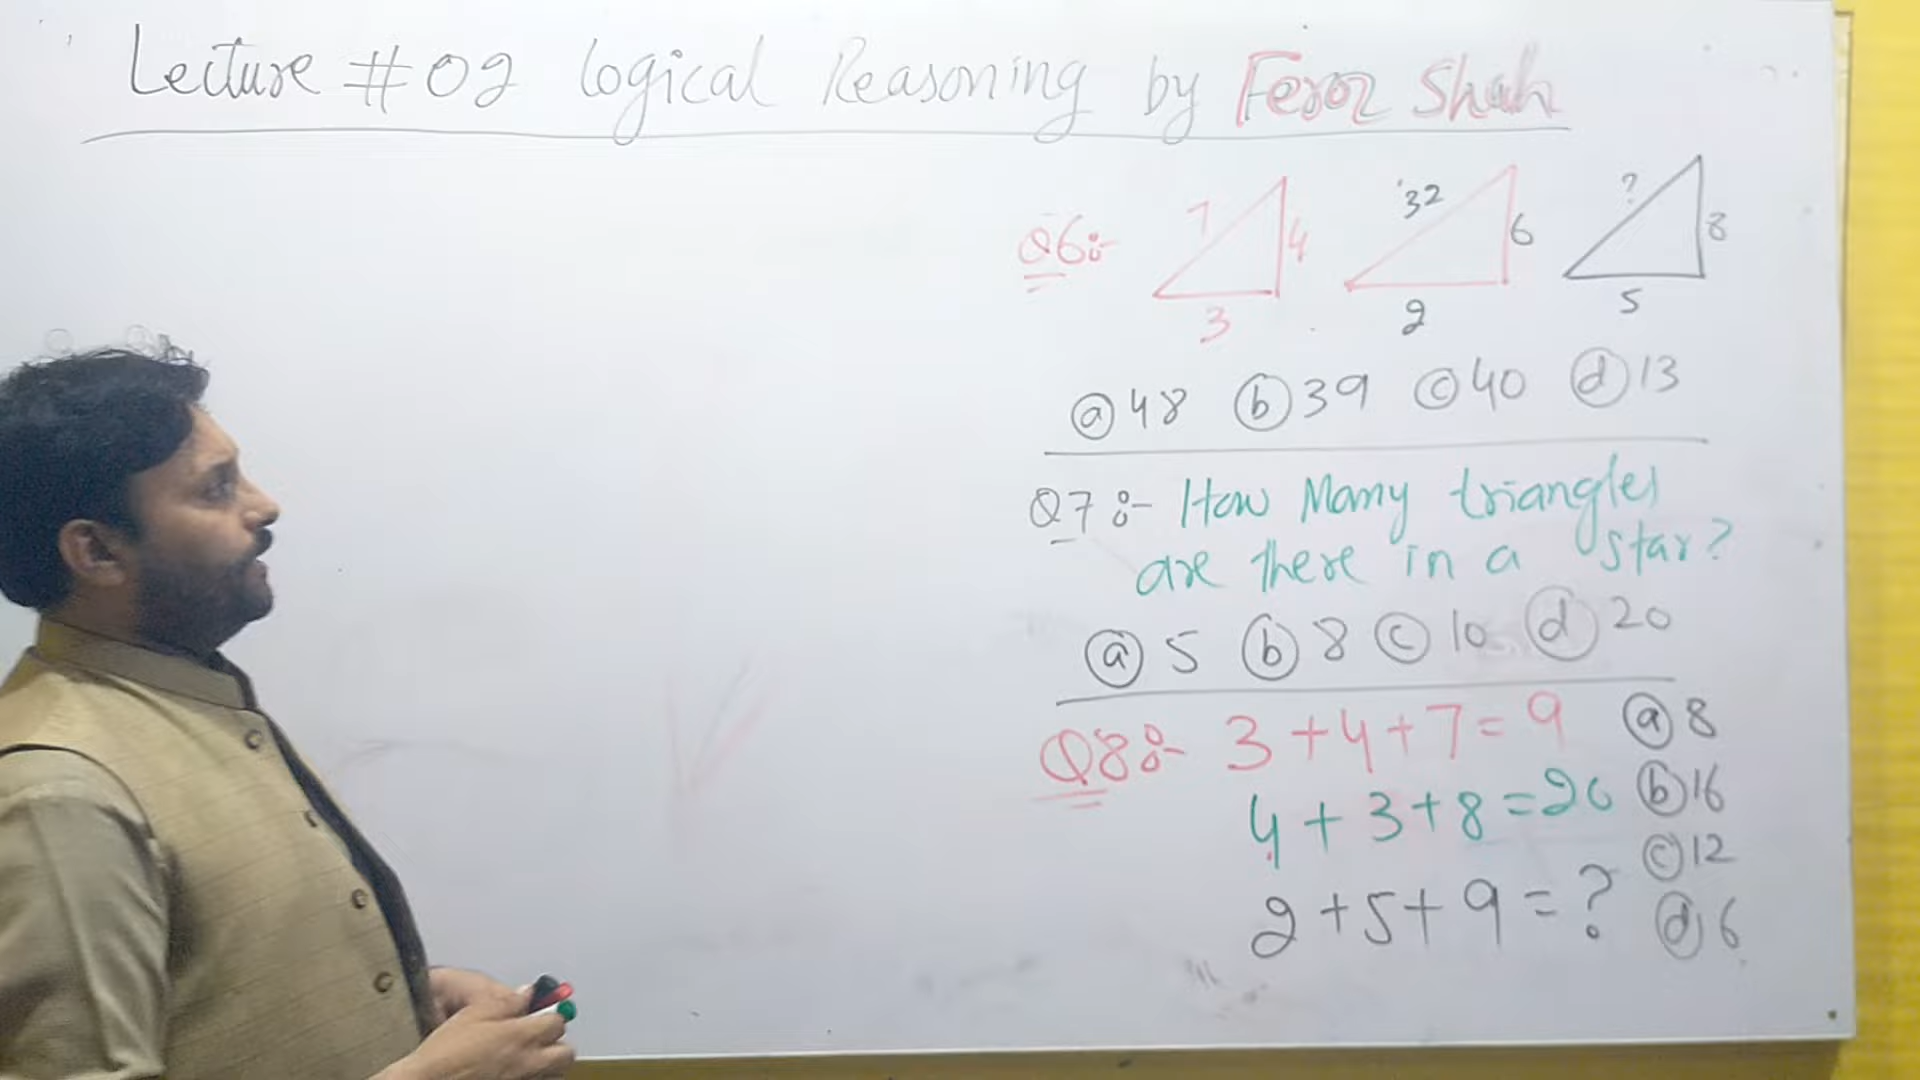 Lecture #02 Logical Reasoning by Feroz Shah
Q6:- 7 4 3 32 6 2 ? 8 5
a 48 b 39 c 40 d 13
Q7:- How Many triangles
are there in a star?
a 5 b 8 c 10 d 20
Q8:- 3+4+7=9 a 8
4+3+8=20 b 16
c 12
2+5+9=? d 6